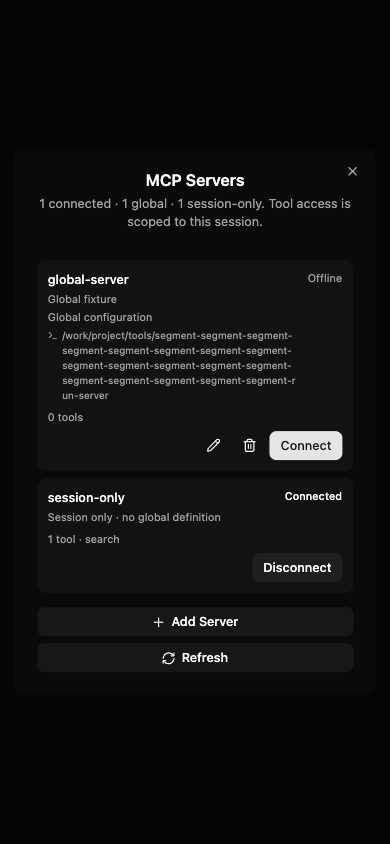 MCP Servers
1 connected · 1 global · 1 session-only. Tool access is
scoped to this session.
global-server
Offline
Global fixture
Global configuration
>_ /work/project/tools/segment-segment-segment-
segment-segment-segment-segment-segment-
segment-segment-segment-segment-segment-
segment-segment-segment-segment-segment-r
un-server
0 tools
Connect
session-only
Connected
Session only · no global definition
1 tool · search
Disconnect
+ Add Server
Refresh